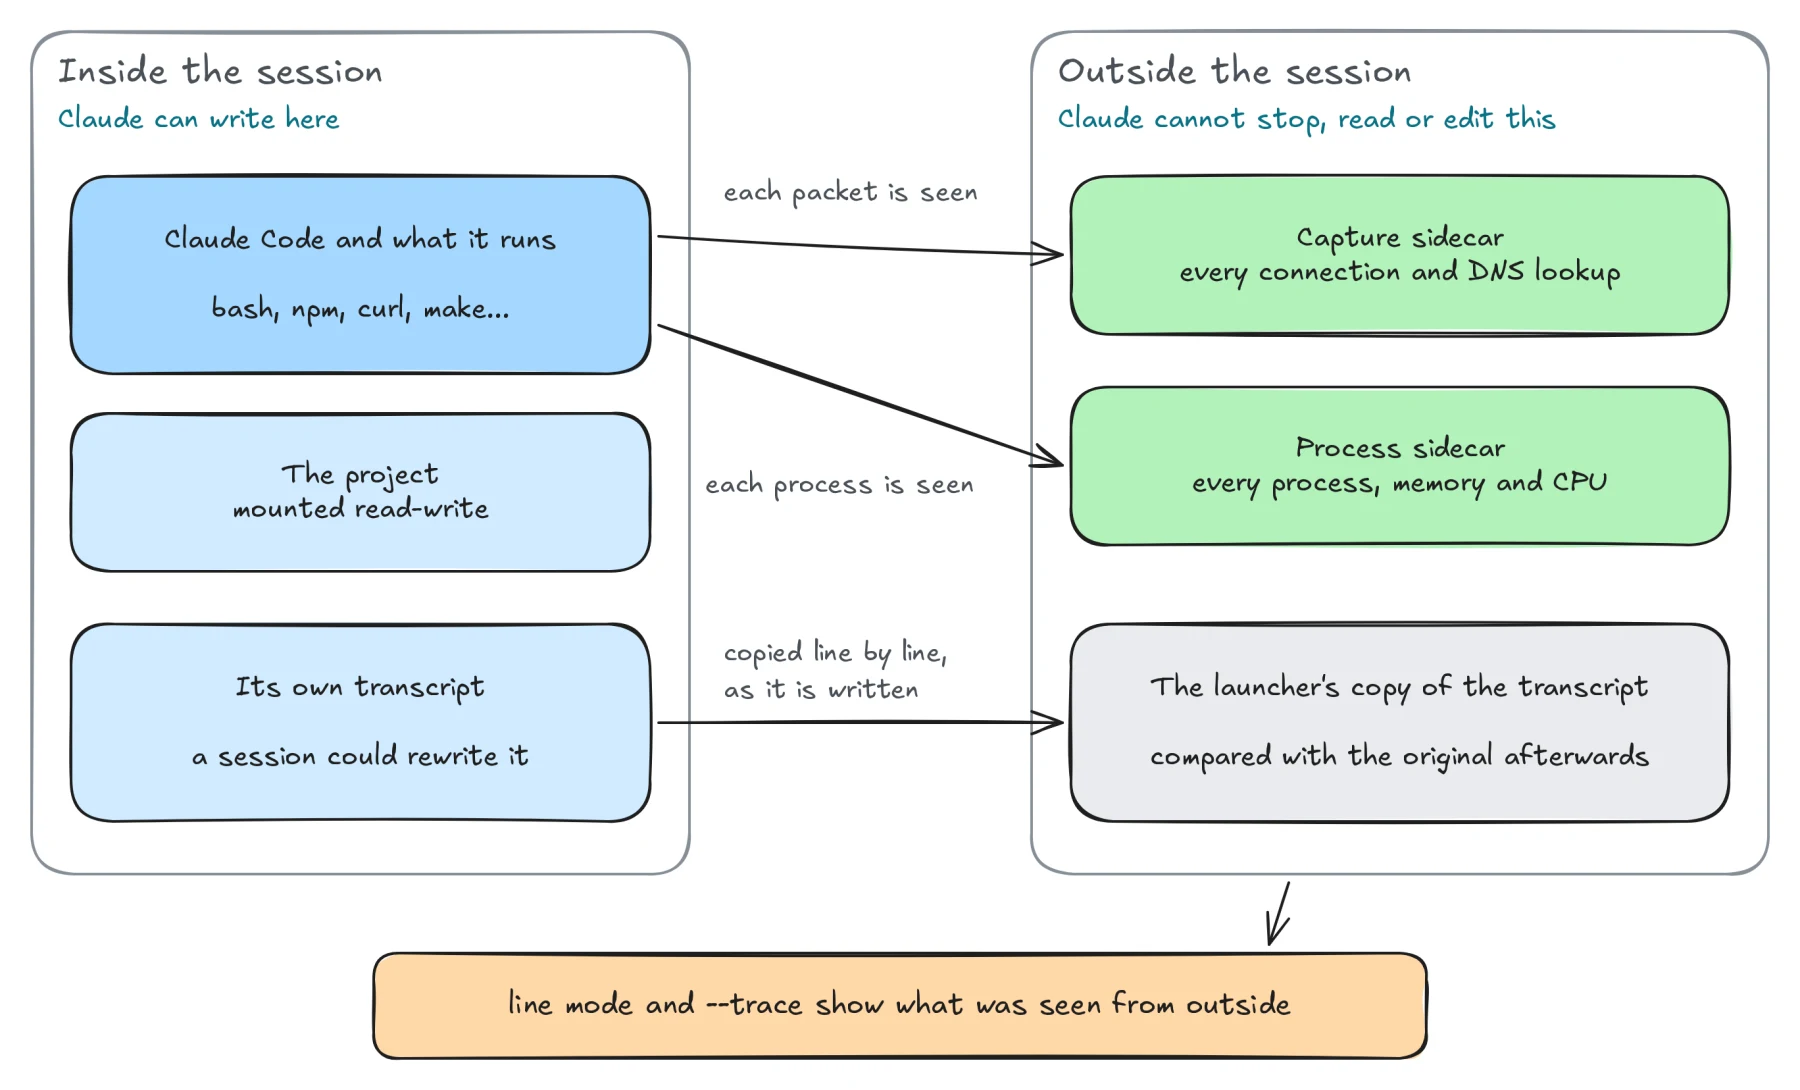 Inside the session
Claude can write here
Claude Code and what it runs
bash, npm, curl, make...
The project
mounted read-write
Its own transcript
a session could rewrite it
each packet is seen
each process is seen
copied line by line,
as it is written
Outside the session
Claude cannot stop, read or edit this
Capture sidecar
every connection and DNS lookup
Process sidecar
every process, memory and CPU
The launcher's copy of the transcript
compared with the original afterwards
line mode and --trace show what was seen from outside